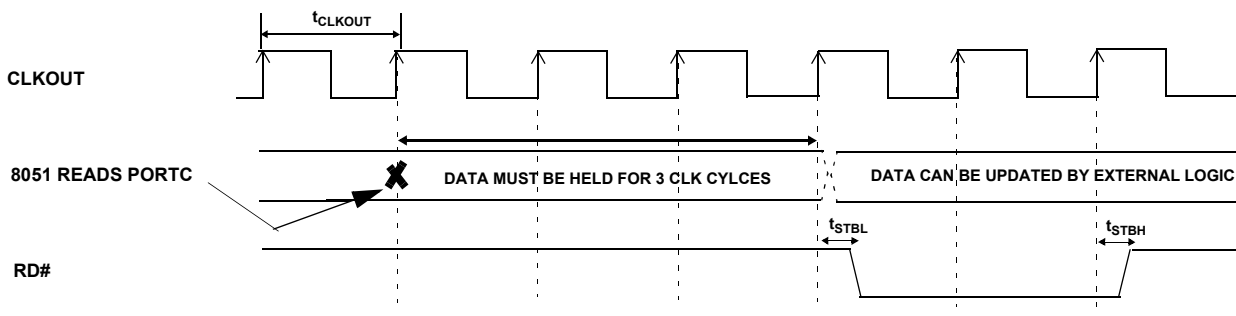 tCLKOUT
CLKOUT
8051 READS PORTC
DATA MUST BE HELD FOR 3 CLK CYLCES
DATA CAN BE UPDATED BY EXTERNAL LOGIC
tSTBL
tSTBH
RD#